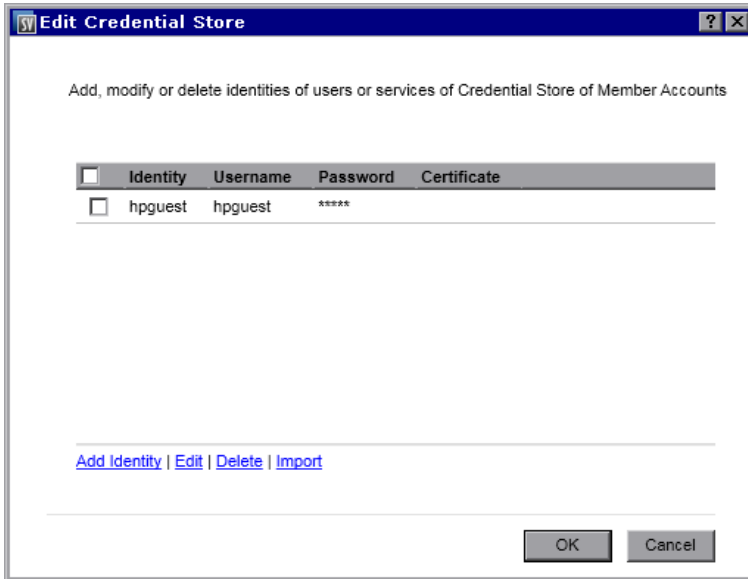 SV Edit Credential Store ? X
Add, modify or delete identities of users or services of Credential Store of Member Accounts
Identity Username Password Certificate
hpguest hpguest *****
Add Identity | Edit | Delete | Import
OK Cancel